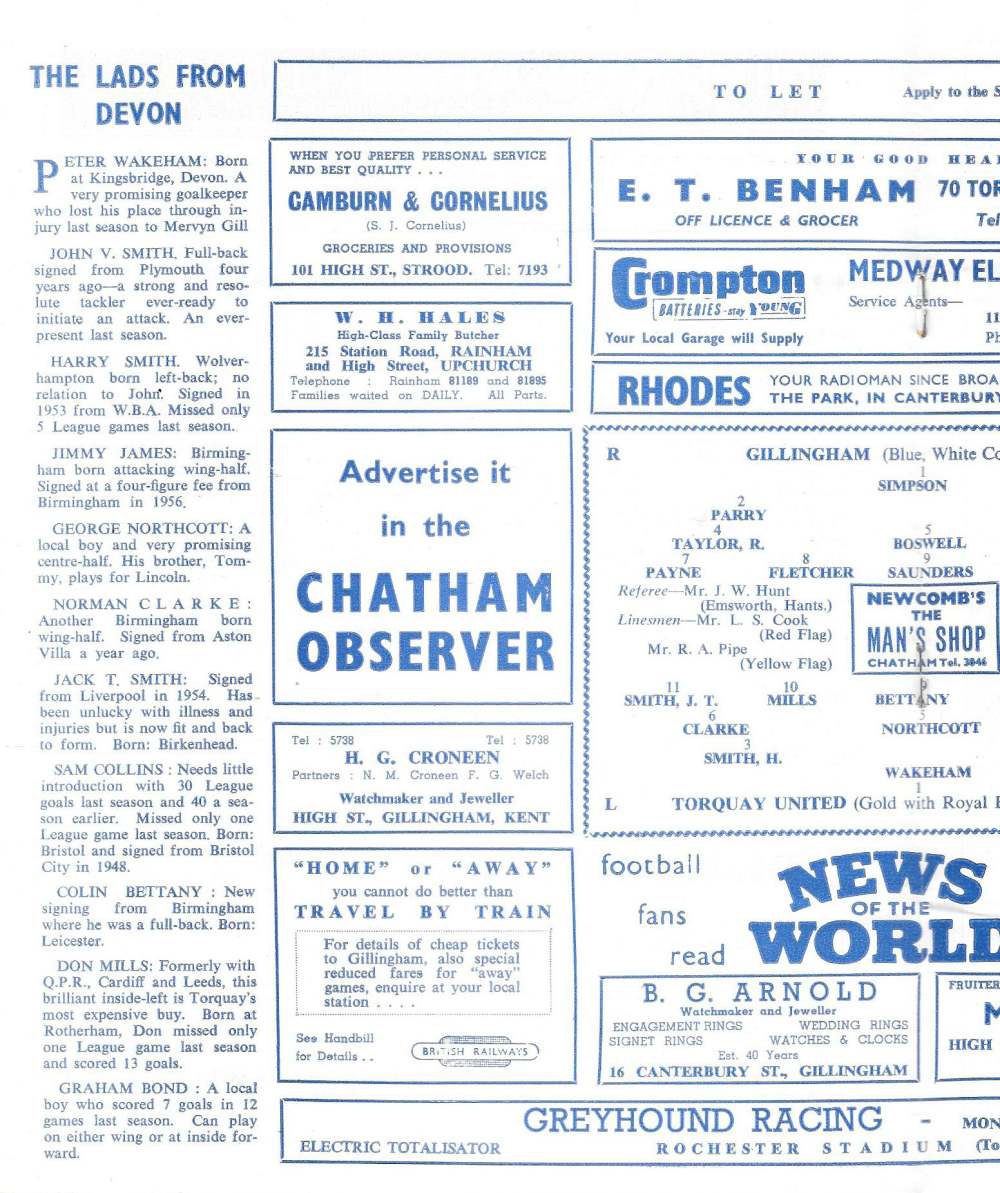 THE LADS FROM
DEVON
PETER WAKEHAM: Born
at Kingsbridge, Devon. A
very promising goalkeeper
who lost his place through in-
jury last season to Mervyn Gill
JOHN V. SMITH. Full-back
signed from Plymouth four
years ago—a strong and reso-
lute tackler ever-ready to
initiate an attack. An ever-
present last season.
HARRY SMITH. Wolver-
hampton born left-back; no
relation to John. Signed in
1953 from W.B.A. Missed only
5 League games last season.
JIMMY JAMES: Birming-
ham born attacking wing-half.
Signed at a four-figure fee from
Birmingham in 1956.
GEORGE NORTHCOTT: A
local boy and very promising
centre-half. His brother, Tom-
my, plays for Lincoln.
NORMAN CLARKE:
Another Birmingham born
wing-half. Signed from Aston
Villa a year ago.
JACK T. SMITH: Signed
from Liverpool in 1954. Has
been unlucky with illness and
injuries but is now fit and back
to form. Born: Birkenhead.
SAM COLLINS : Needs little
introduction with 30 League
goals last season and 40 a sea-
son earlier. Missed only one
League game last season. Born:
Bristol and signed from Bristol
City in 1948.
COLIN BETTANY : New
signing from Birmingham
where he was a full-back. Born:
Leicester.
DON MILLS: Formerly with
Q.P.R., Cardiff and Leeds, this
brilliant inside-left is Torquay's
most expensive buy. Born at
Rotherham, Don missed only
one League game last season
and scored 13 goals.
GRAHAM BOND : A local
boy who scored 7 goals in 12
games last season. Can play
on either wing or at inside for-
ward.
TO LET Apply to the S
WHEN YOU PREFER PERSONAL SERVICE
AND BEST QUALITY . . .
CAMBURN & CORNELIUS
(S. J. Cornelius)
GROCERIES AND PROVISIONS
101 HIGH ST., STROOD. Tel: 7193
W. H. HALES
High-Class Family Butcher
215 Station Road, RAINHAM
and High Street, UPCHURCH
Telephone : Rainham 81189 and 81895
Families waited on DAILY. All Parts.
Advertise it
in the
CHATHAM
OBSERVER
Tel : 5738 Tel : 5738
H. G. CRONEEN
Partners : N. M. Croneen F. G. Welch
Watchmaker and Jeweller
HIGH ST., GILLINGHAM, KENT
"HOME" or "AWAY"
you cannot do better than
TRAVEL BY TRAIN
For details of cheap tickets
to Gillingham, also special
reduced fares for "away"
games, enquire at your local
station . . . .
See Handbill
for Details . .
BRITISH RAILWAYS
YOUR GOOD HEA
E. T. BENHAM 70 TOR
OFF LICENCE & GROCER Tel
Crompton
BATTERIES - stay YOUNG
Your Local Garage will Supply
MEDWAY EL
Service Agents—
11
Ph
RHODES
YOUR RADIOMAN SINCE BROA
THE PARK, IN CANTERBURY
R GILLINGHAM (Blue, White Co
1
SIMPSON
2
PARRY
4 5
TAYLOR, R. BOSWELL
7 8 9
PAYNE FLETCHER SAUNDERS
Referee—Mr. J. W. Hunt
(Emsworth, Hants.)
Linesmen—Mr. L. S. Cook
(Red Flag)
Mr. R. A. Pipe
(Yellow Flag)
NEWCOMB'S
THE
MAN'S SHOP
CHATHAM Tel. 3046
11 10 9
SMITH, J. T. MILLS BETTANY
6 5
CLARKE NORTHCOTT
3
SMITH, H.
WAKEHAM
1
L TORQUAY UNITED (Gold with Royal B
football
fans
read
NEWS
OF THE
WORLD
B. G. ARNOLD
Watchmaker and Jeweller
ENGAGEMENT RINGS WEDDING RINGS
SIGNET RINGS WATCHES & CLOCKS
Est. 40 Years
16 CANTERBURY ST., GILLINGHAM
FRUITER
M
HIGH
GREYHOUND RACING - MON
ELECTRIC TOTALISATOR ROCHESTER STADIUM (To